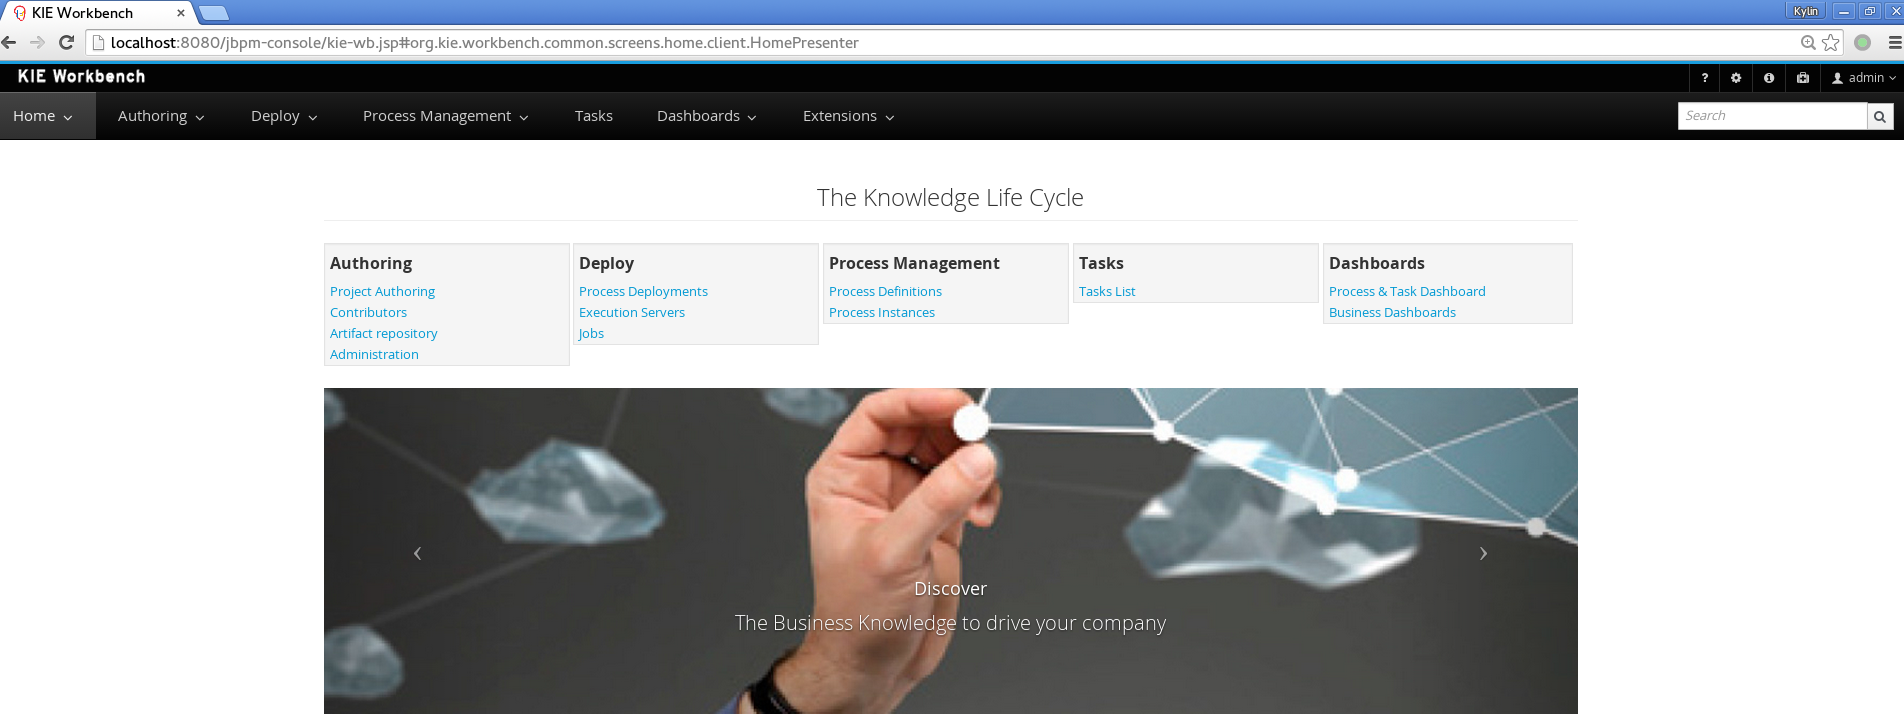 KIE Workbench
Kylin
localhost:8080/jbpm-console/kie-wb.jsp#org.kie.workbench.common.screens.home.client.HomePresenter
KIE Workbench
? admin
Home Authoring Deploy Process Management Tasks Dashboards Extensions Search
The Knowledge Life Cycle
Authoring
Project Authoring
Contributors
Artifact repository
Administration
Deploy
Process Deployments
Execution Servers
Jobs
Process Management
Process Definitions
Process Instances
Tasks
Tasks List
Dashboards
Process & Task Dashboard
Business Dashboards
Discover
The Business Knowledge to drive your company